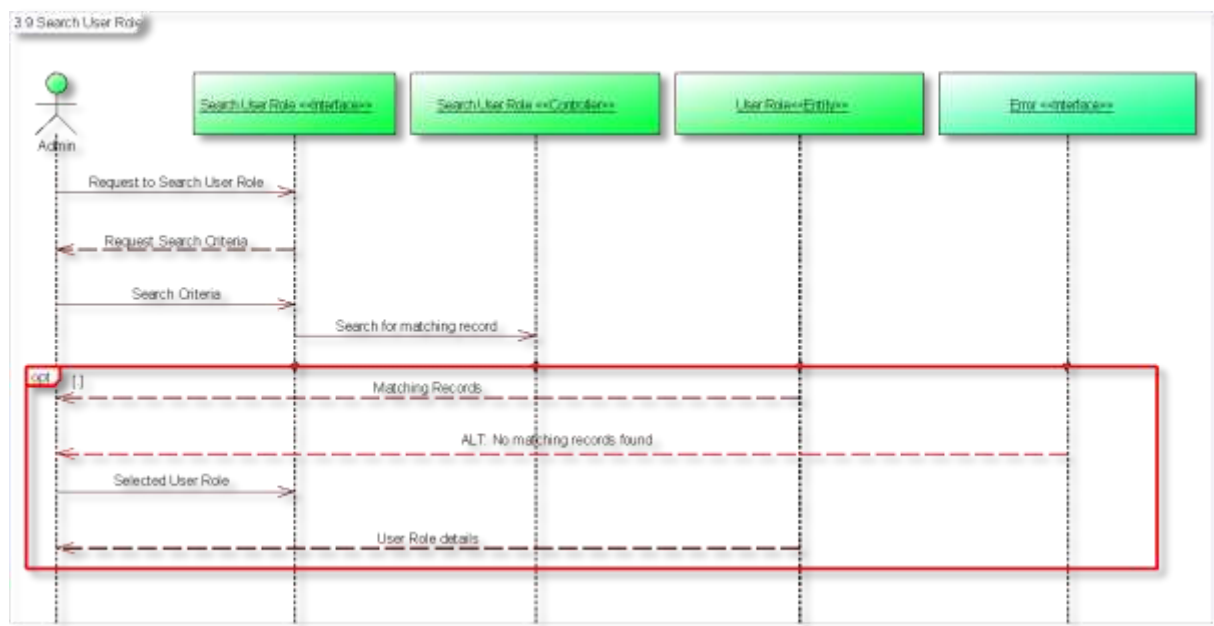 3.9 Search User Role
Search User Role <<Interface>>
Search User Role <<Controller>>
User Role<<Entity>>
Error <<Interface>>
Admin
Request to Search User Role
Request Search Criteria
Search Criteria
Search for matching record
opt
[ ]
Matching Records
ALT: No matching records found
Selected User Role
User Role details